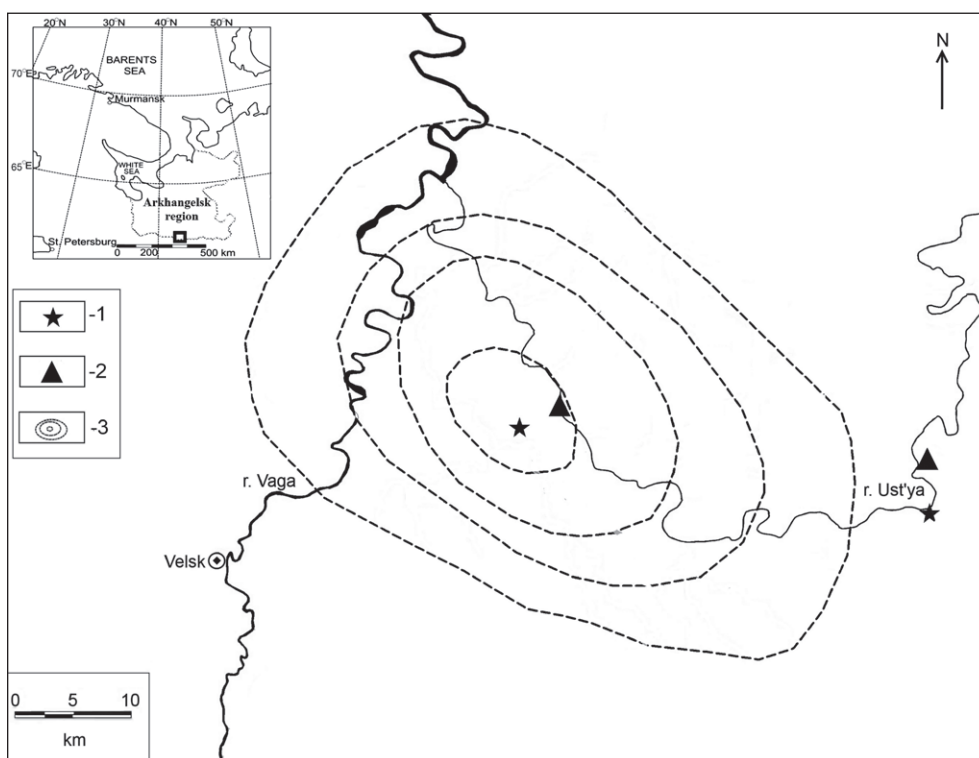 20°N 30°N 40°N 50°N
BARENTS
SEA
70°E
Murmansk
WHITE
SEA
65°E
Arkhangelsk
region
St. Petersburg
0 200 500 km
N
-1
-2
-3
r. Vaga
r. Ust'ya
Velsk
0 5 10
km